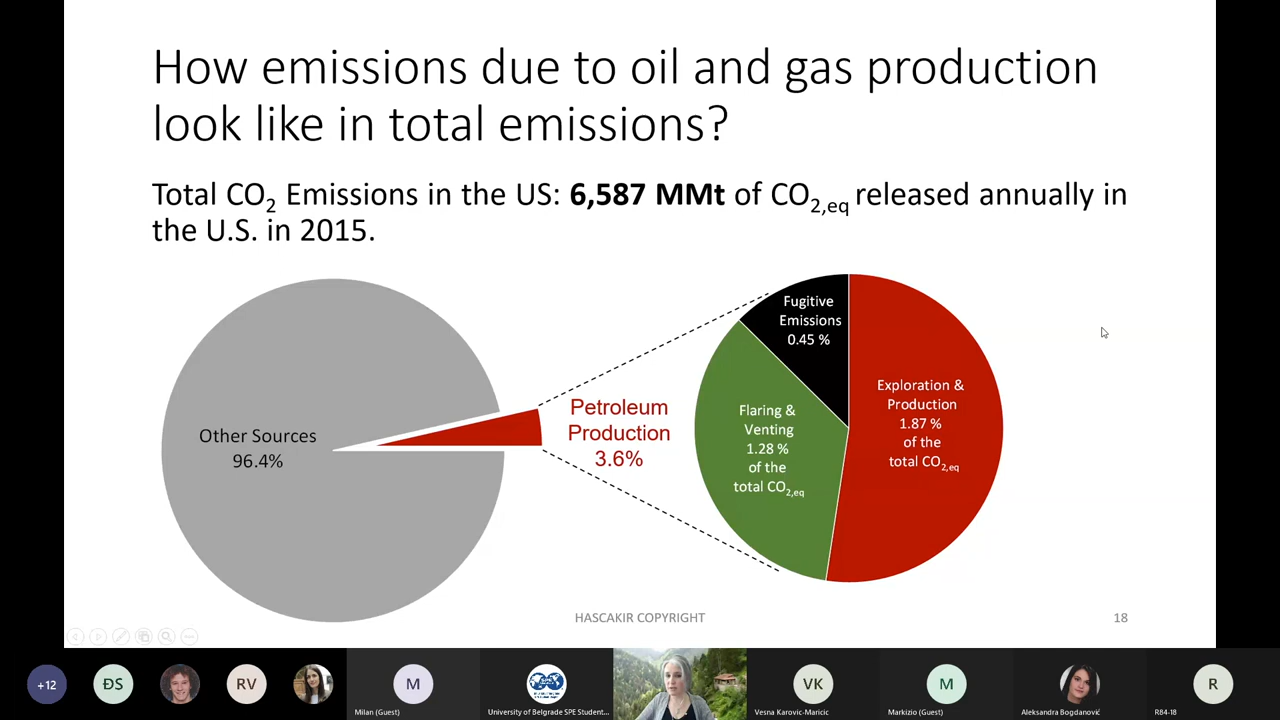 How emissions due to oil and gas production
look like in total emissions?
Total CO₂ Emissions in the US: 6,587 MMt of CO₂,eq released annually in
the U.S. in 2015.
Other Sources
96.4%
Petroleum
Production
3.6%
Fugitive
Emissions
0.45 %
Flaring &
Venting
1.28 %
of the
total CO₂,eq
Exploration &
Production
1.87 %
of the
total CO₂,eq
HASCAKIR COPYRIGHT
18
+12
ĐS
RV
M
Milan (Guest)
SPE
University of Belgrade SPE Student...
VK
Vesna Karovic-Maricic
M
Markizio (Guest)
Aleksandra Bogdanović
R
R84-18